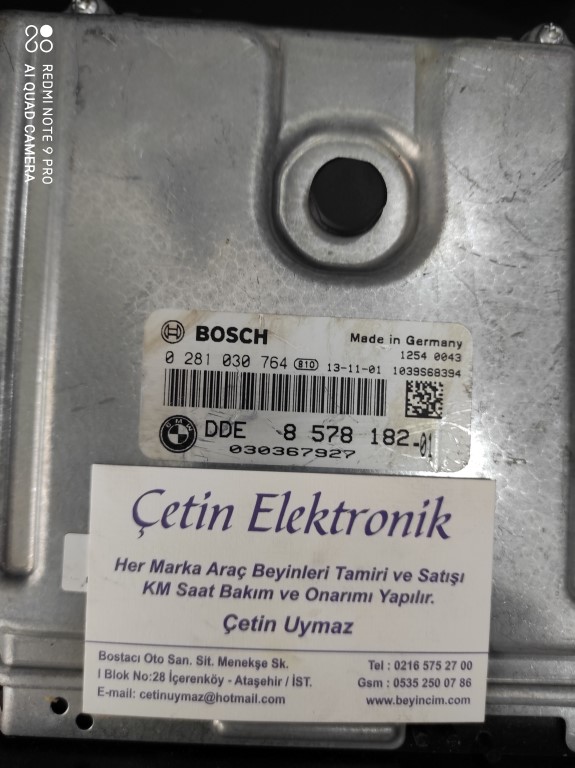 REDMI NOTE 9 PRO
AI QUAD CAMERA
BOSCH
Made in Germany
1254 0043
0 281 030 764 810 13-11-01 1039S68394
BMW
DDE 8 578 182-01
030367927
Çetin Elektronik
Her Marka Araç Beyinleri Tamiri ve Satışı
KM Saat Bakım ve Onarımı Yapılır.
Çetin Uymaz
Bostacı Oto San. Sit. Menekşe Sk.
I Blok No:28 İçerenköy - Ataşehir / İST.
E-mail: cetinuymaz@hotmail.com
Tel : 0216 575 27 00
Gsm : 0535 250 07 86
www.beyincim.com